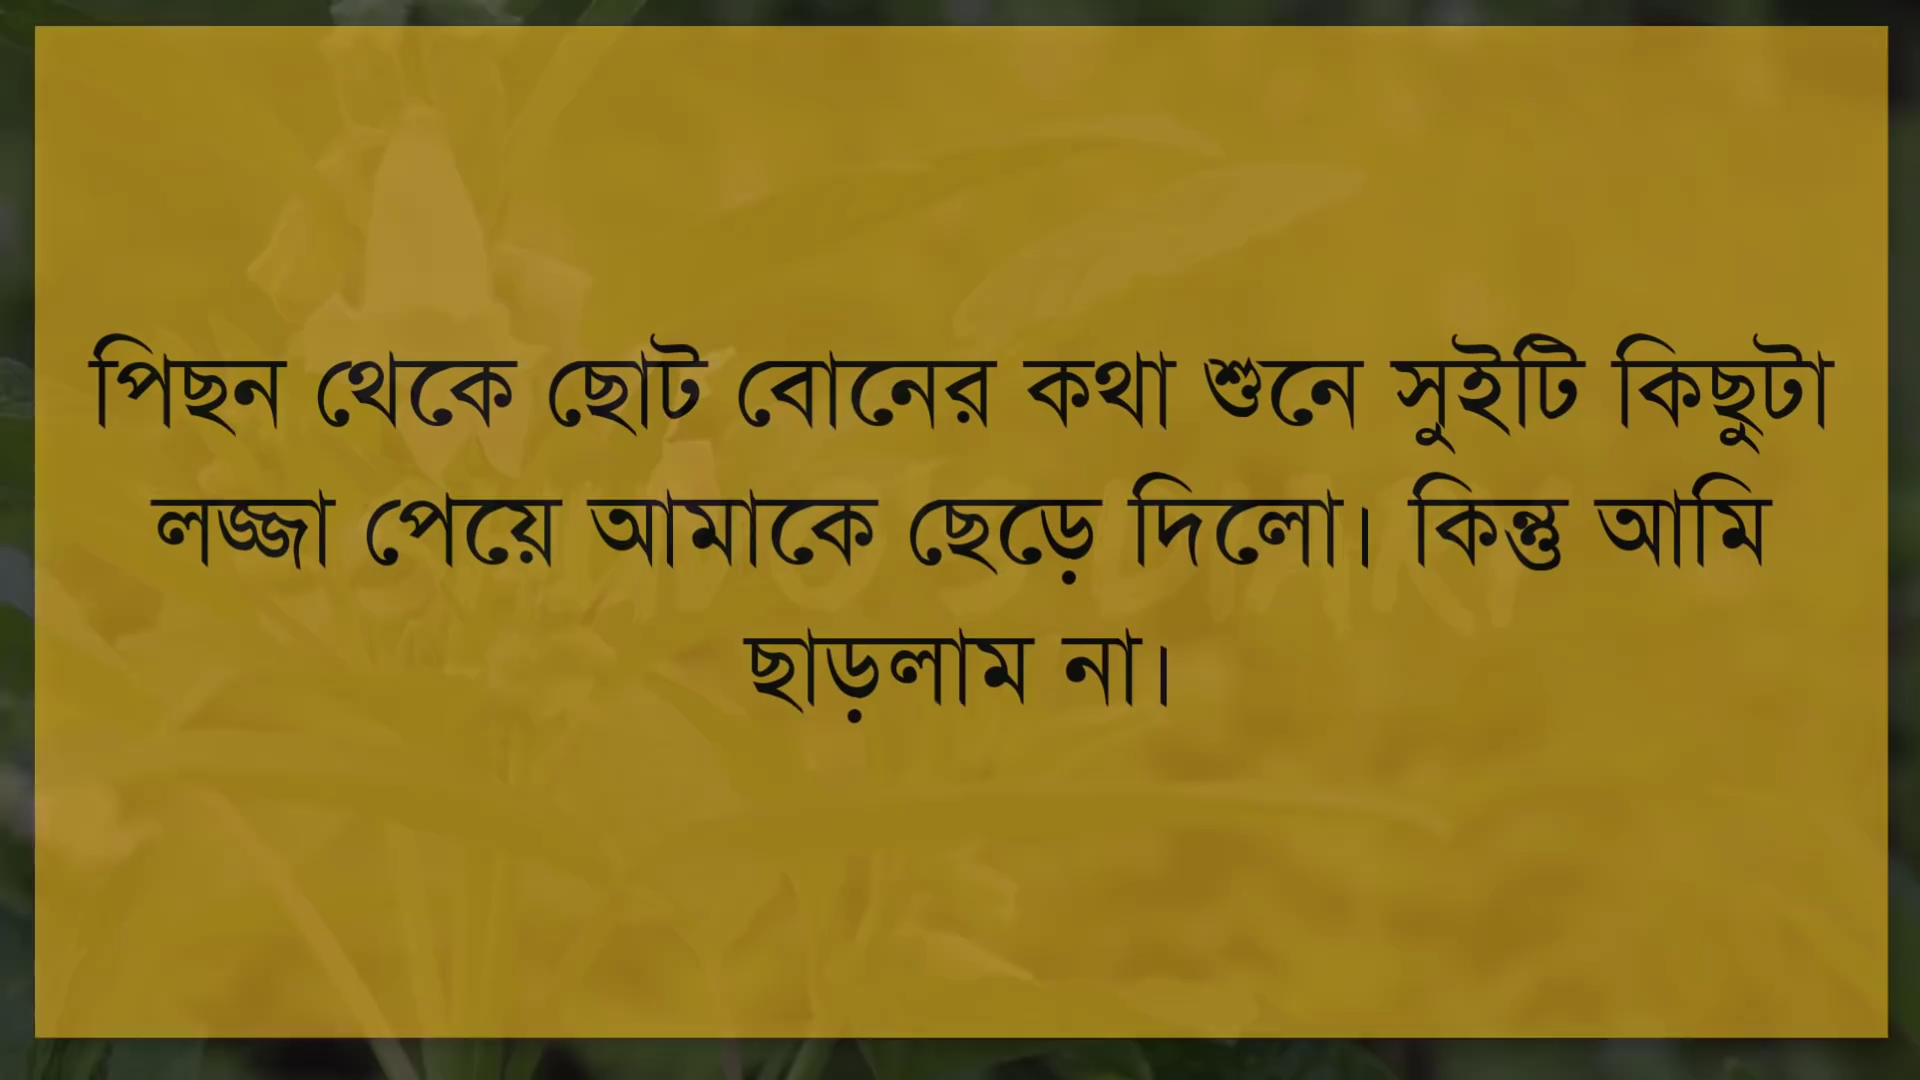 পিছন থেকে ছোট বোনের কথা শুনে সুইটি কিছুটা
লজ্জা পেয়ে আমাকে ছেড়ে দিলো। কিন্তু আমি
ছাড়লাম না।